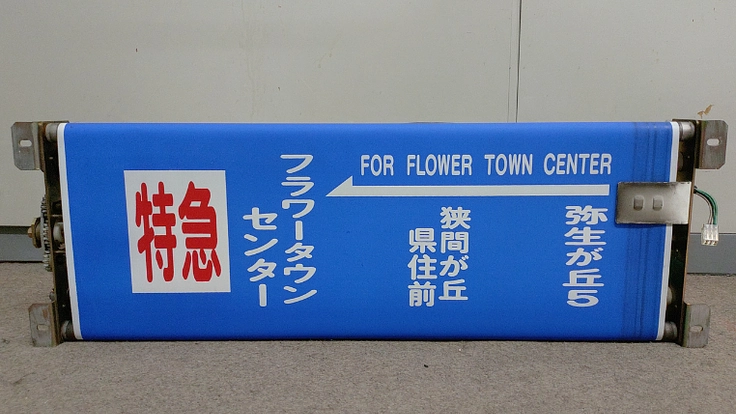 特急
フラワータウン
センター
FOR FLOWER TOWN CENTER
狭間が丘
県住前
弥生が丘5